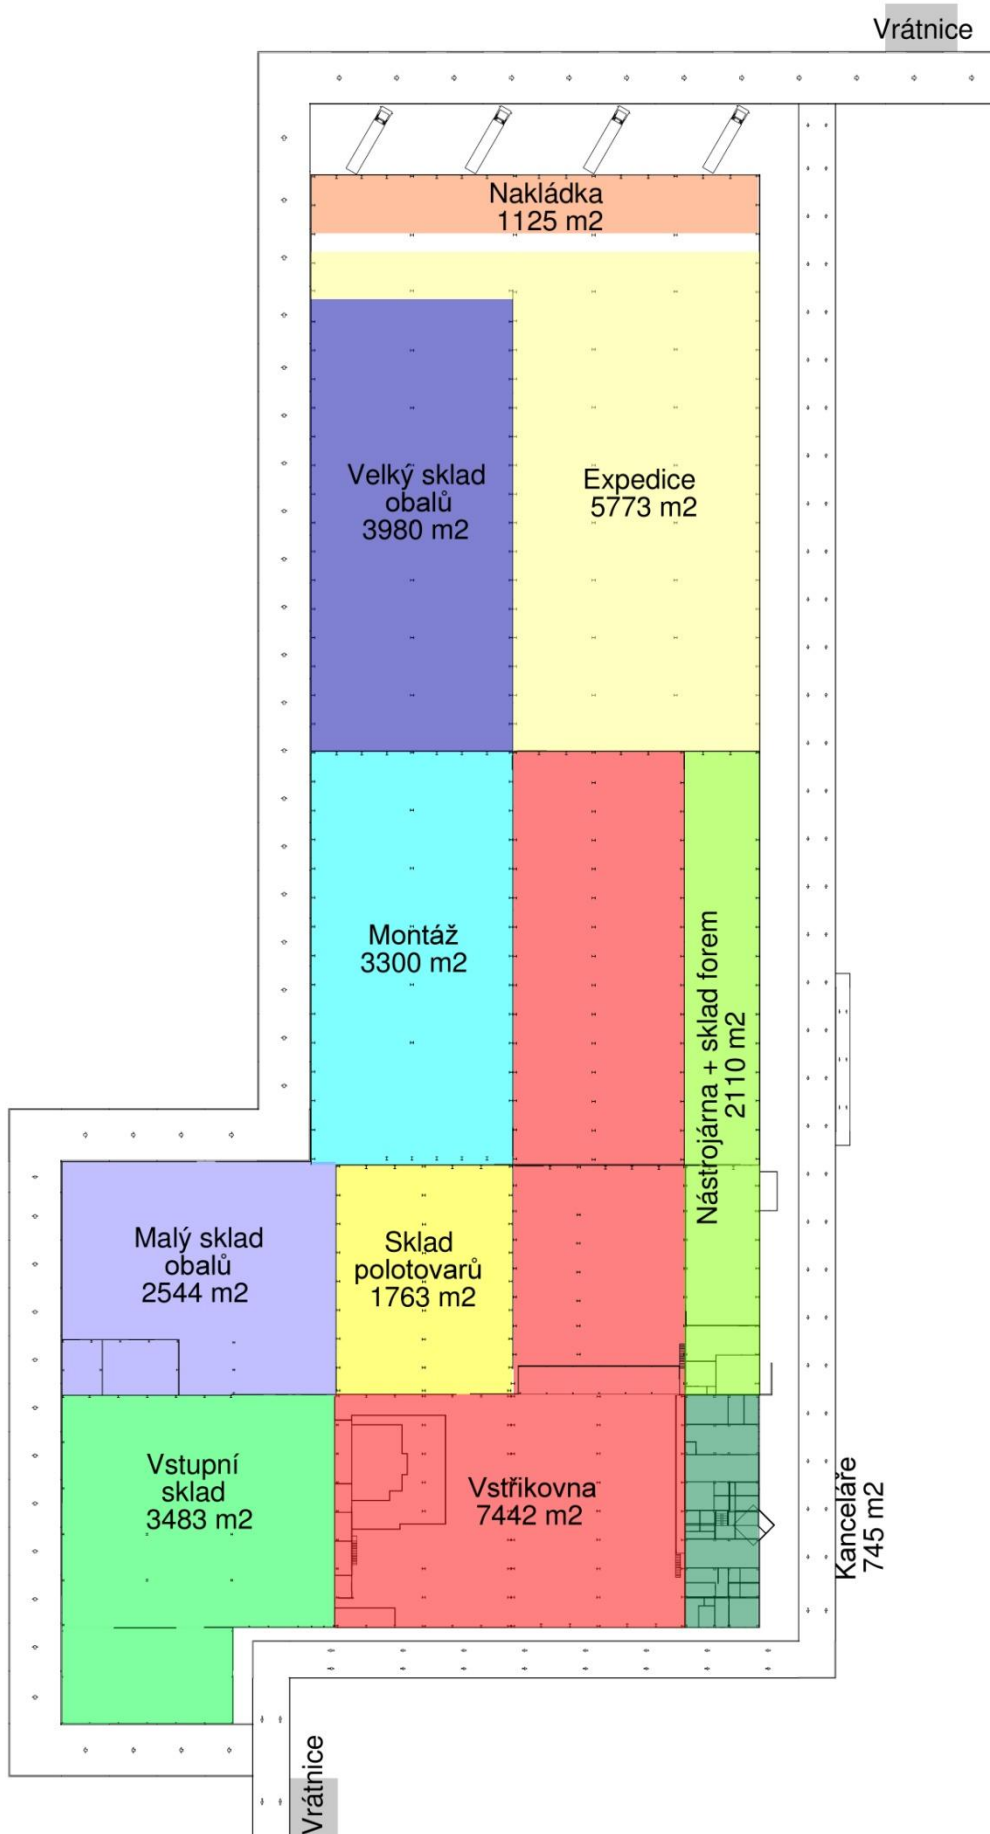 Vrátnice
Nakládka
1125 m2
Velký sklad
obalů
3980 m2
Expedice
5773 m2
Montáž
3300 m2
Nástrojárna + sklad forem
2110 m2
Malý sklad
obalů
2544 m2
Sklad
polotovarů
1763 m2
Vstupní
sklad
3483 m2
Vstřikovna
7442 m2
Kanceláře
745 m2
Vrátnice